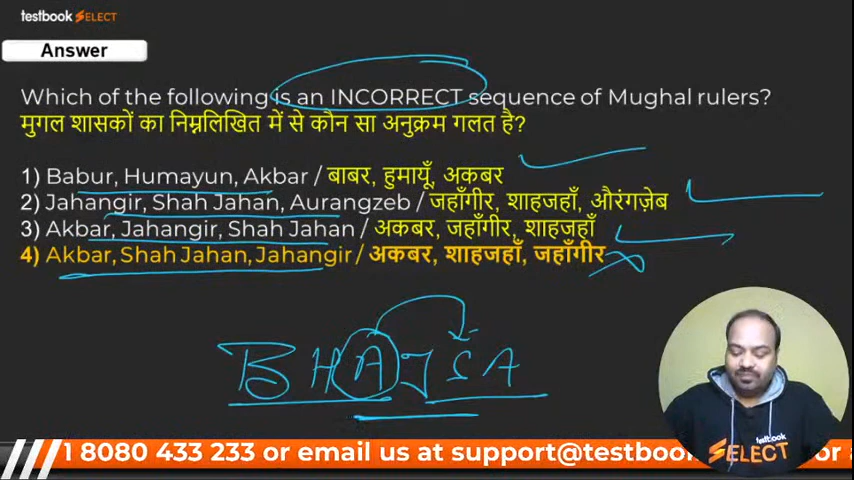 testbook SELECT
Answer
Which of the following is an INCORRECT sequence of Mughal rulers?
मुगल शासकों का निम्नलिखित में से कौन सा अनुक्रम गलत है?
1) Babur, Humayun, Akbar / बाबर, हुमायूँ, अकबर
2) Jahangir, Shah Jahan, Aurangzeb / जहाँगीर, शाहजहाँ, औरंगज़ेब
3) Akbar, Jahangir, Shah Jahan / अकबर, जहाँगीर, शाहजहाँ
4) Akbar, Shah Jahan, Jahangir / अकबर, शाहजहाँ, जहाँगीर
B H A J S A
testbook SELECT
1 8080 433 233 or email us at support@testbook
or a